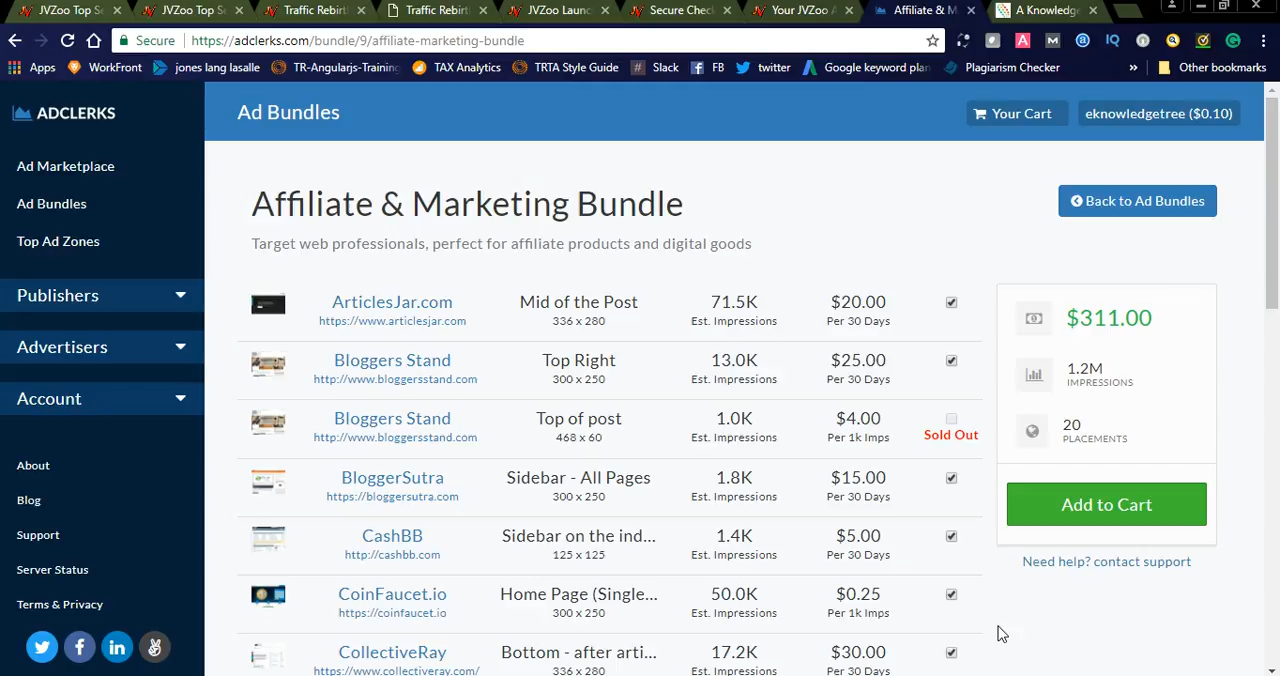 JVZoo Top Se
JVZoo Top Se
Traffic Rebirt
Traffic Rebirt
JVZoo Laun
Secure Chec
Your JVZoo A
Affiliate & M
A Knowledge
Secure
https://adclerks.com/bundle/9/affiliate-marketing-bundle
Apps
WorkFront
jones lang lasalle
TR-Angularjs-Training
TAX Analytics
TRTA Style Guide
Slack
FB
twitter
Google keyword plan
Plagiarism Checker
»
Other bookmarks
ADCLERKS
Ad Marketplace
Ad Bundles
Top Ad Zones
Publishers
Advertisers
Account
About
Blog
Support
Server Status
Terms & Privacy
Ad Bundles
Your Cart
eknowledgetree ($0.10)
Affiliate & Marketing Bundle
Back to Ad Bundles
Target web professionals, perfect for affiliate products and digital goods
ArticlesJar.com Mid of the Post 71.5K $20.00
https://www.articlesjar.com 336 x 280 Est. Impressions Per 30 Days
Bloggers Stand Top Right 13.0K $25.00
http://www.bloggersstand.com 300 x 250 Est. Impressions Per 30 Days
Bloggers Stand Top of post 1.0K $4.00
http://www.bloggersstand.com 468 x 60 Est. Impressions Per 1k Imps Sold Out
BloggerSutra Sidebar - All Pages 1.8K $15.00
https://bloggersutra.com 300 x 250 Est. Impressions Per 30 Days
CashBB Sidebar on the ind... 1.4K $5.00
http://cashbb.com 125 x 125 Est. Impressions Per 30 Days
CoinFaucet.io Home Page (Single... 50.0K $0.25
https://coinfaucet.io 300 x 250 Est. Impressions Per 1k Imps
CollectiveRay Bottom - after arti... 17.2K $30.00
https://www.collectiveray.com/ 336 x 280 Est. Impressions Per 30 Days
$311.00
1.2M
IMPRESSIONS
20
PLACEMENTS
Add to Cart
Need help? contact support